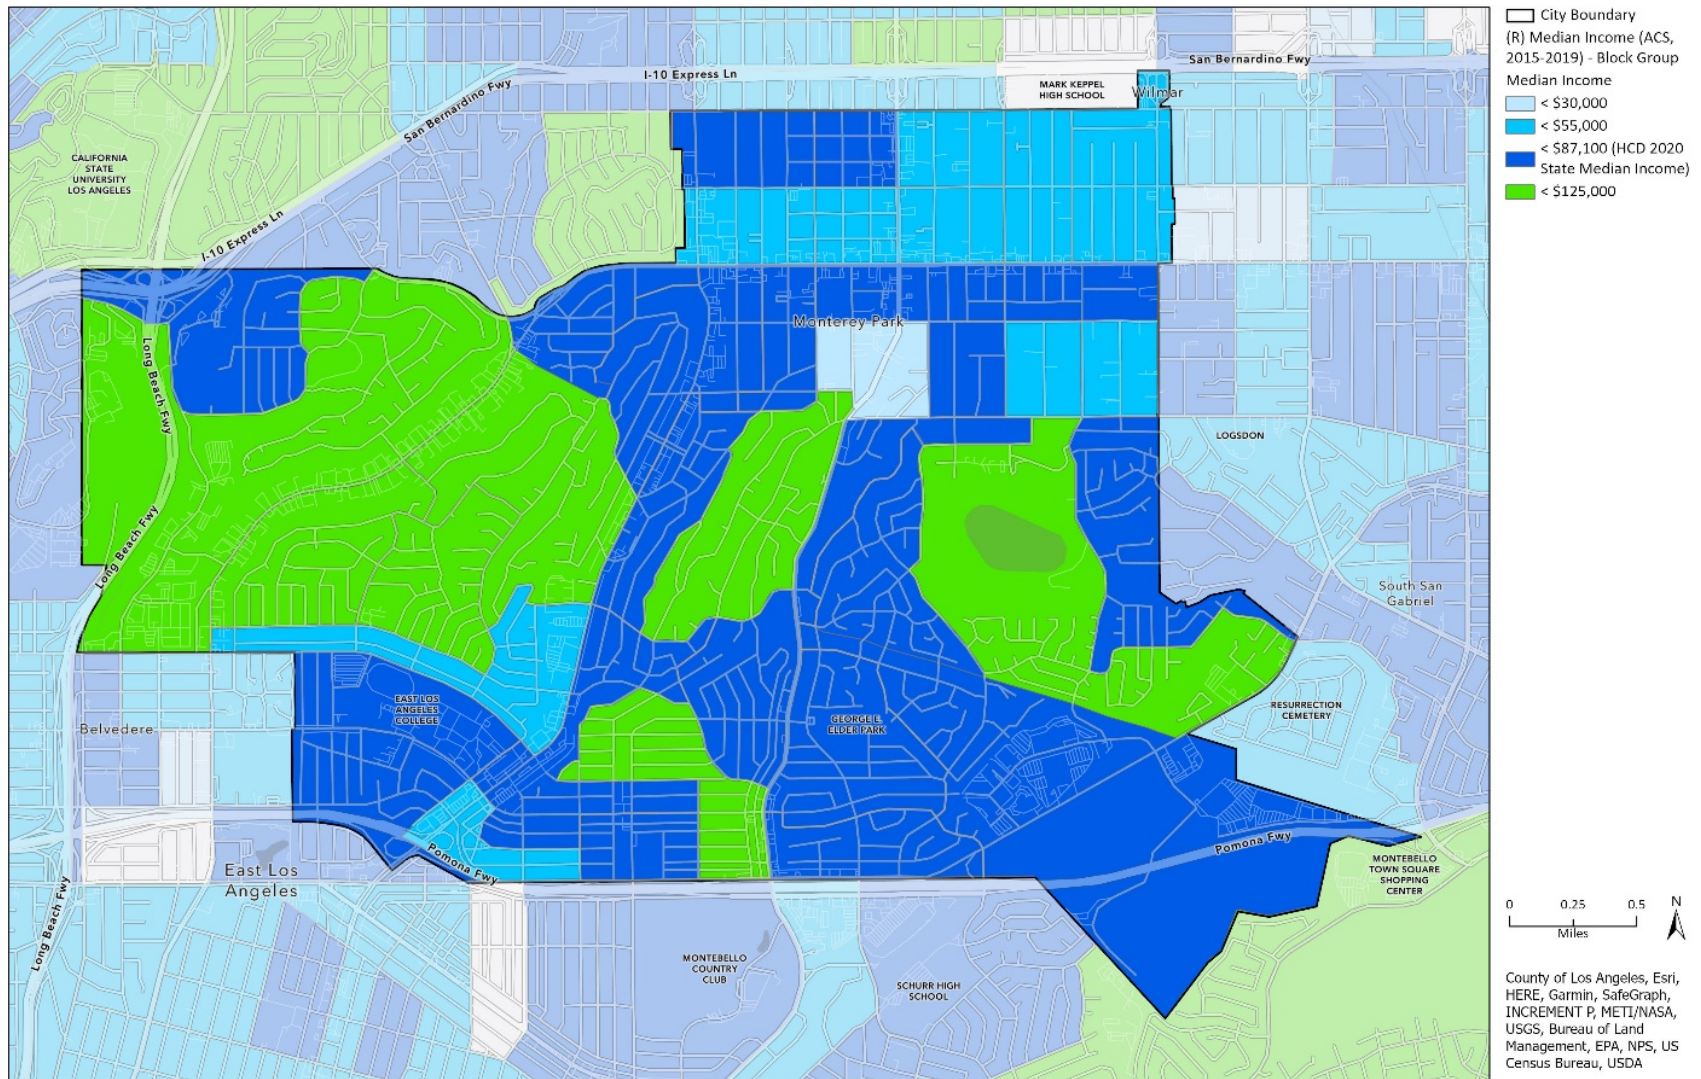 I-10 Express Ln
San Bernardino Fwy
San Bernardino Fwy
MARK KEPPEL
HIGH SCHOOL
Wilmar
CALIFORNIA
STATE
UNIVERSITY
LOS ANGELES
I-10 Express Ln
Monterey Park
Long Beach Fwy
LOGSDON
Long Beach Fwy
South San
Gabriel
EAST LOS
ANGELES
COLLEGE
Belvedere
GEORGE E.
ELDER PARK
RESURRECTION
CEMETERY
Pomona Fwy
Pomona Fwy
East Los
Angeles
MONTEBELLO
TOWN SQUARE
SHOPPING
CENTER
Long Beach Fwy
MONTEBELLO
COUNTRY
CLUB
SCHURR HIGH
SCHOOL
City Boundary
(R) Median Income (ACS,
2015-2019) - Block Group
Median Income
< $30,000
< $55,000
< $87,100 (HCD 2020
State Median Income)
< $125,000
0 0.25 0.5
Miles
N
County of Los Angeles, Esri,
HERE, Garmin, SafeGraph,
INCREMENT P, METI/NASA,
USGS, Bureau of Land
Management, EPA, NPS, US
Census Bureau, USDA